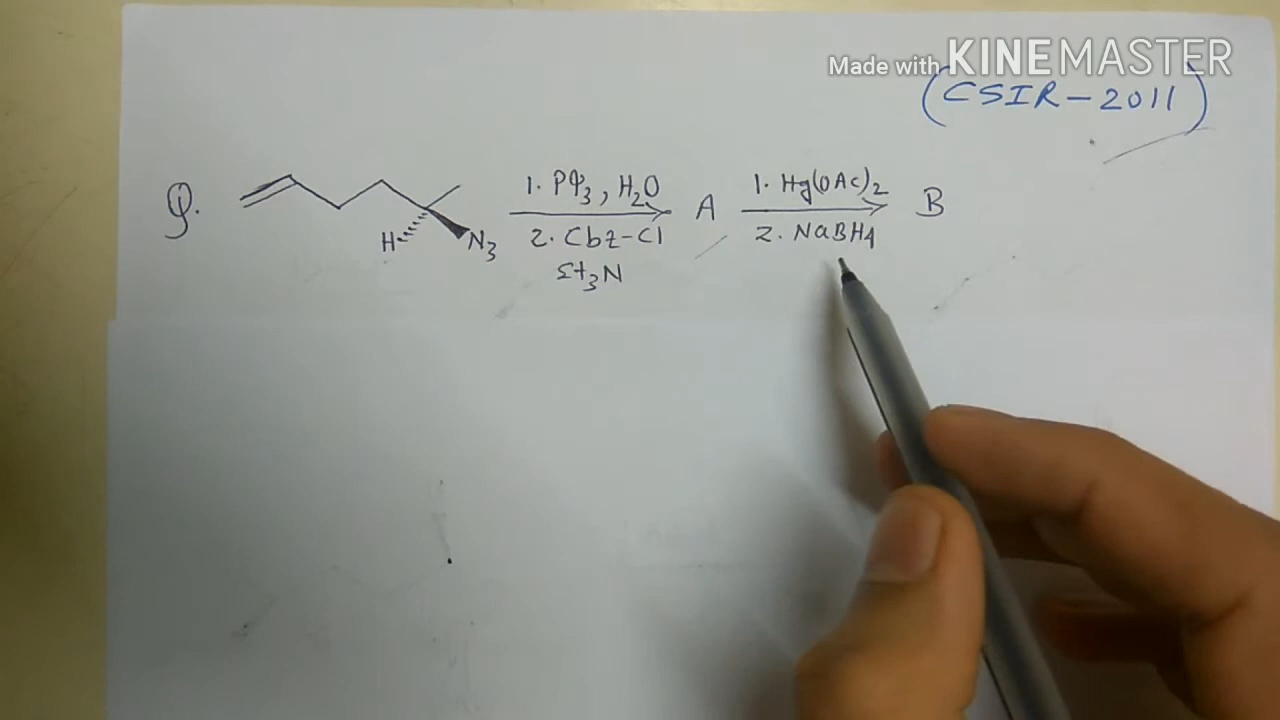 Made with KINEMASTER
(CSIR-2011)
Q.
1. Pφ₃, H₂O
2. Cbz-Cl
Et₃N
A
1. Hg(OAc)₂
2. NaBH₄
B
H
N₃